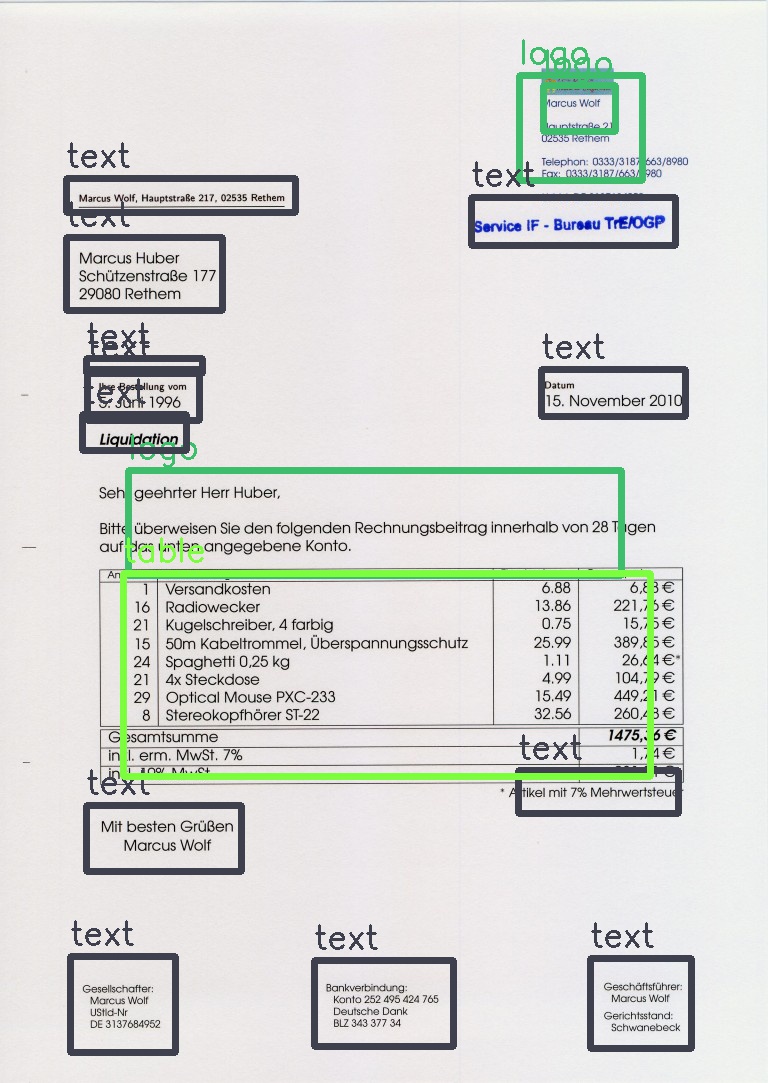 logo
logo
Marcus Wolf
Hauptstraße 21
02535 Rethem
Telephon: 0333/3187/663/8980
Fax: 0333/3187/663/8980
text
Marcus Wolf, Hauptstraße 217, 02535 Rethem
text
Service IF - Bureau TrE/OGP
text
Marcus Huber
Schützenstraße 177
29080 Rethem
text
text
Ihre Bestellung vom
5. Juni 1996
text
Datum
15. November 2010
text
Liquidation
logo
Sehr geehrter Herr Huber,
Bitte überweisen Sie den folgenden Rechnungsbeitrag innerhalb von 28 Tagen
auf das unten angegebene Konto.
table
1 Versandkosten 6.88 6,88 €
16 Radiowecker 13.86 221,76 €
21 Kugelschreiber, 4 farbig 0.75 15,75 €
15 50m Kabeltrommel, Überspannungsschutz 25.99 389,85 €
24 Spaghetti 0,25 kg 1.11 26,64 €*
21 4x Steckdose 4.99 104,79 €
29 Optical Mouse PXC-233 15.49 449,21 €
8 Stereokopfhörer ST-22 32.56 260,48 €
Gesamtsumme 1475,36 €
inkl. erm. MwSt. 7% 1,74 €
inkl. 19% MwSt.
text
* Artikel mit 7% Mehrwertsteuer
text
Mit besten Grüßen
Marcus Wolf
text
Gesellschafter:
Marcus Wolf
UStId-Nr
DE 3137684952
text
Bankverbindung:
Konto 252 495 424 765
Deutsche Dank
BLZ 343 377 34
text
Geschäftsführer:
Marcus Wolf
Gerichtsstand:
Schwanebeck